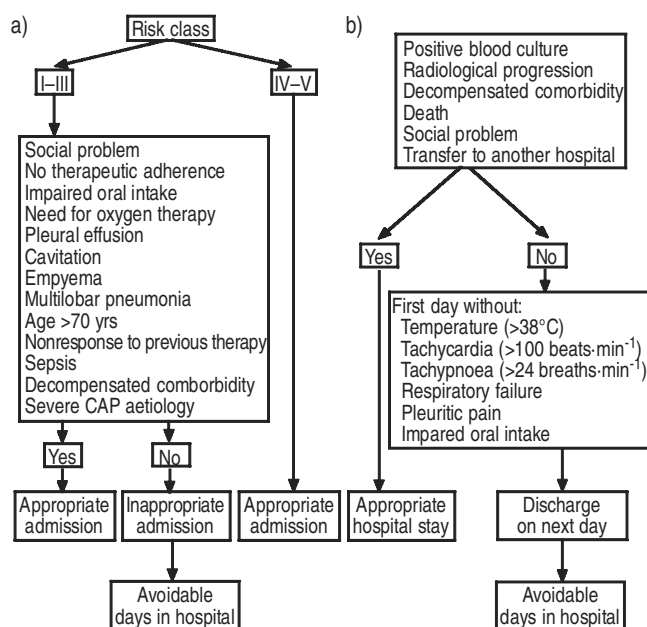 a)
Risk class
I–III
IV–V
Social problem
No therapeutic adherence
Impaired oral intake
Need for oxygen therapy
Pleural effusion
Cavitation
Empyema
Multilobar pneumonia
Age >70 yrs
Nonresponse to previous therapy
Sepsis
Decompensated comborbidity
Severe CAP aetiology
Yes
No
Appropriate
admission
Inappropriate
admission
Appropriate
admission
Avoidable
days in hospital
b)
Positive blood culture
Radiological progression
Decompensated comorbidity
Death
Social problem
Transfer to another hospital
Yes
No
First day without:
Temperature (>38°C)
Tachycardia (>100 beats·min⁻¹)
Tachypnoea (>24 breaths·min⁻¹)
Respiratory failure
Pleuritic pain
Impared oral intake
Appropriate
hospital stay
Discharge
on next day
Avoidable
days in hospital